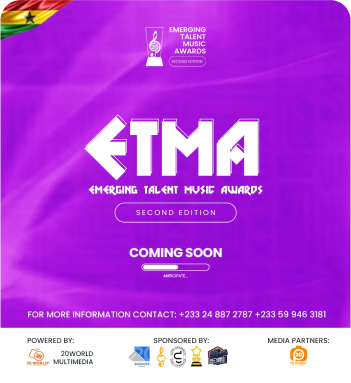 EMERGING
TALENT
MUSIC
AWARDS
SECOND EDITION
ETMA
EMERGING TALENT MUSIC AWARDS
SECOND EDITION
COMING SOON
ANTICIPATE...
FOR MORE INFORMATION CONTACT: +233 24 887 2787 +233 59 946 3181
POWERED BY:
SPONSORED BY:
MEDIA PARTNERS:
20WORLD
MULTIMEDIA